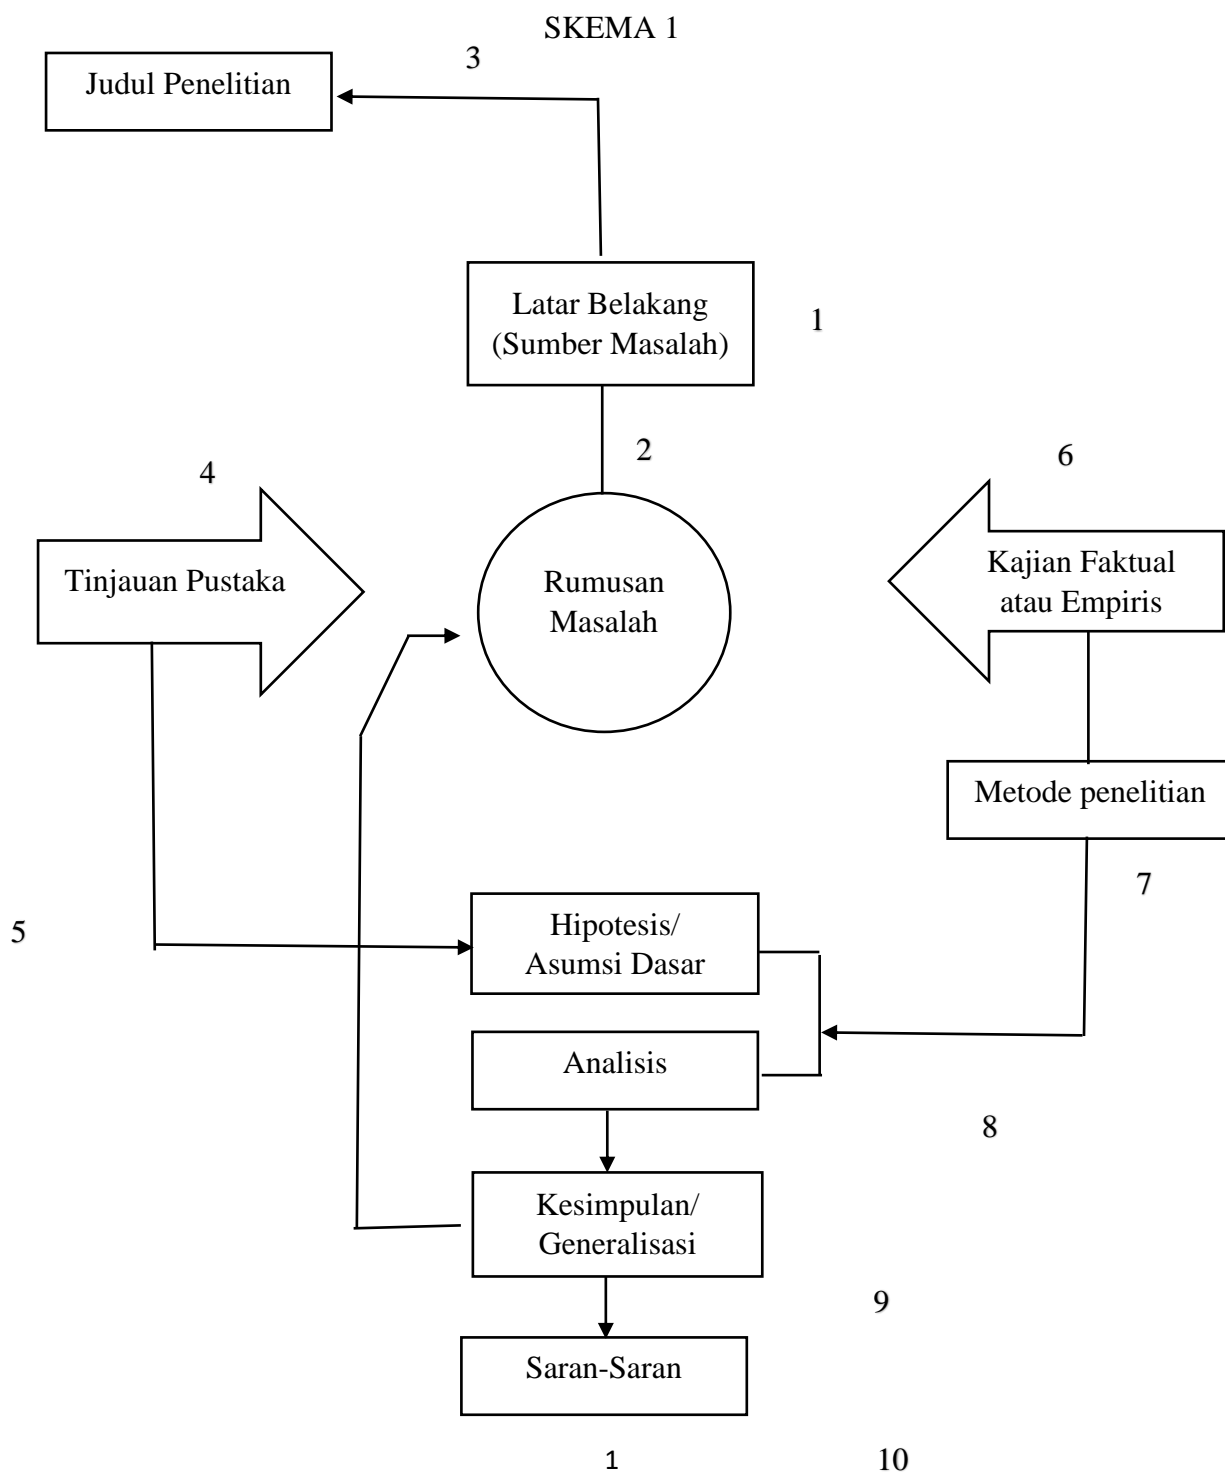 SKEMA 1
3
Judul Penelitian
Latar Belakang
(Sumber Masalah)
1
2
4
6
Tinjauan Pustaka
Rumusan
Masalah
Kajian Faktual
atau Empiris
Metode penelitian
7
5
Hipotesis/
Asumsi Dasar
Analisis
8
Kesimpulan/
Generalisasi
9
Saran-Saran
1
10